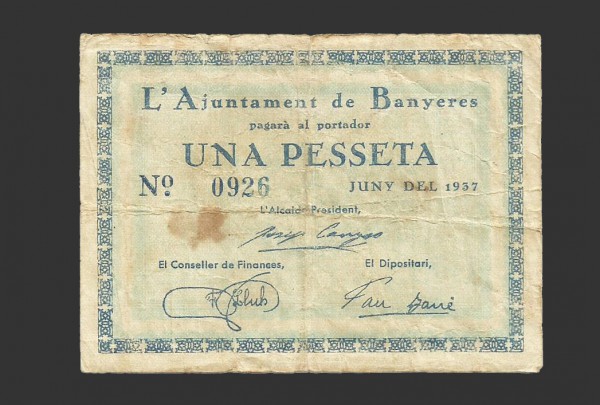 L'Ajuntament de Banyeres
pagarà al portador
UNA PESSETA
Nº. 0926 JUNY DEL 1937
L'Alcalde President,
El Conseller de Finances, El Dipositari,
Pau